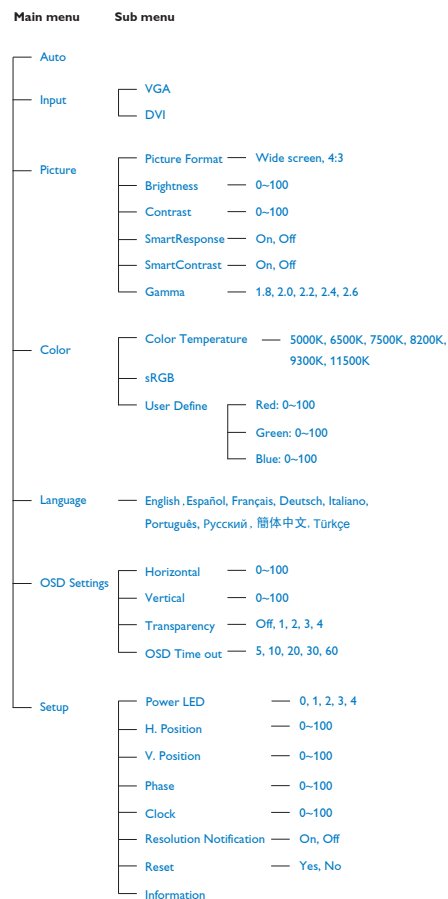 Main menu Sub menu
Auto
Input
VGA
DVI
Picture
Picture Format Wide screen, 4:3
Brightness 0~100
Contrast 0~100
SmartResponse On, Off
SmartContrast On, Off
Gamma 1.8, 2.0, 2.2, 2.4, 2.6
Color
Color Temperature 5000K, 6500K, 7500K, 8200K,
9300K, 11500K
sRGB
User Define Red: 0~100
Green: 0~100
Blue: 0~100
Language English , Español, Français, Deutsch, Italiano,
Português, Русский , 簡体中文, Türkçe
OSD Settings
Horizontal 0~100
Vertical 0~100
Transparency Off, 1, 2, 3, 4
OSD Time out 5, 10, 20, 30, 60
Setup
Power LED 0, 1, 2, 3, 4
H. Position 0~100
V. Position 0~100
Phase 0~100
Clock 0~100
Resolution Notification On, Off
Reset Yes, No
Information